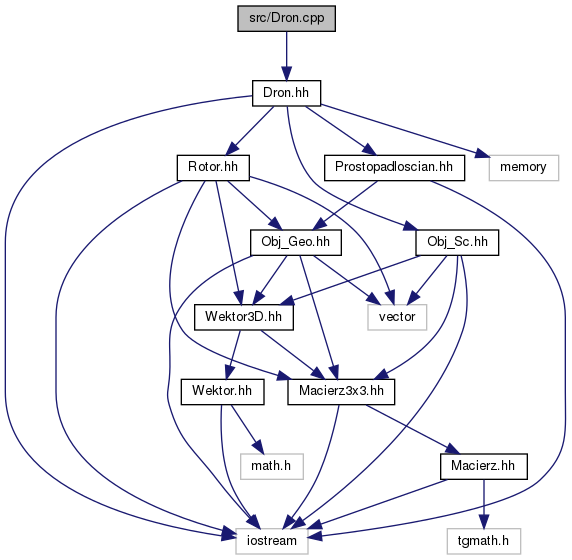 src/Dron.cpp
Dron.hh
Rotor.hh
Prostopadloscian.hh
memory
Obj_Geo.hh
Obj_Sc.hh
Wektor3D.hh
vector
Wektor.hh
Macierz3x3.hh
math.h
Macierz.hh
iostream
tgmath.h